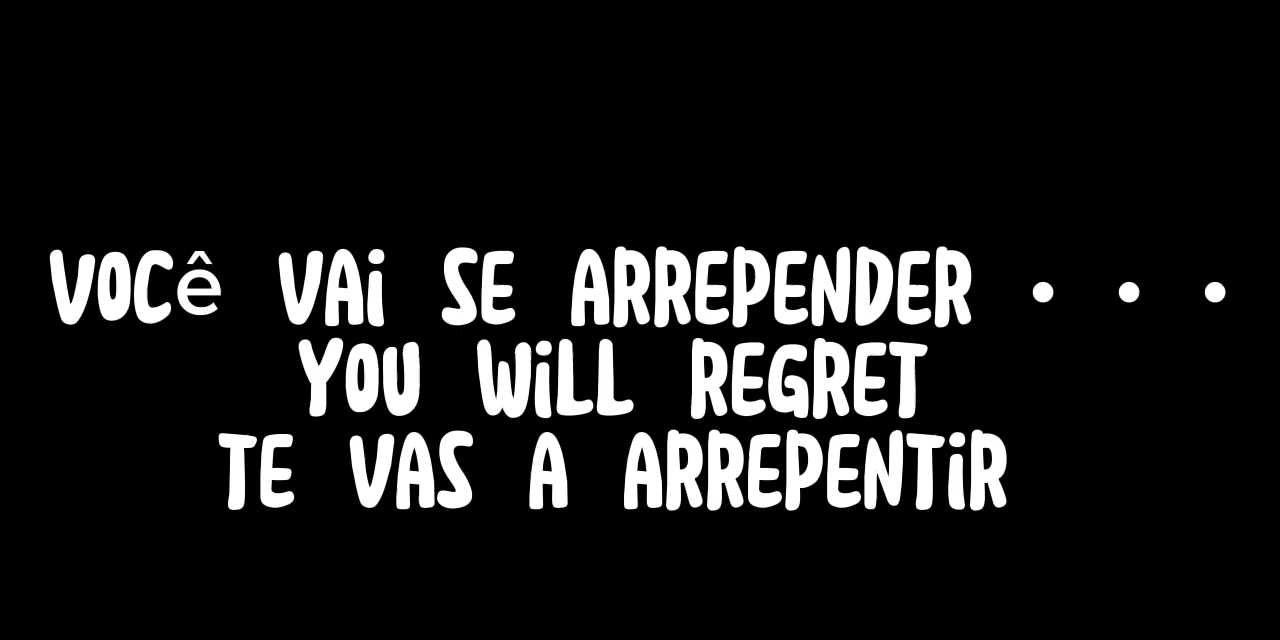 VOCê VAi SE ARREPENDER . . .
YOU WiLL REGRET
TE VAS A ARREPENTiR